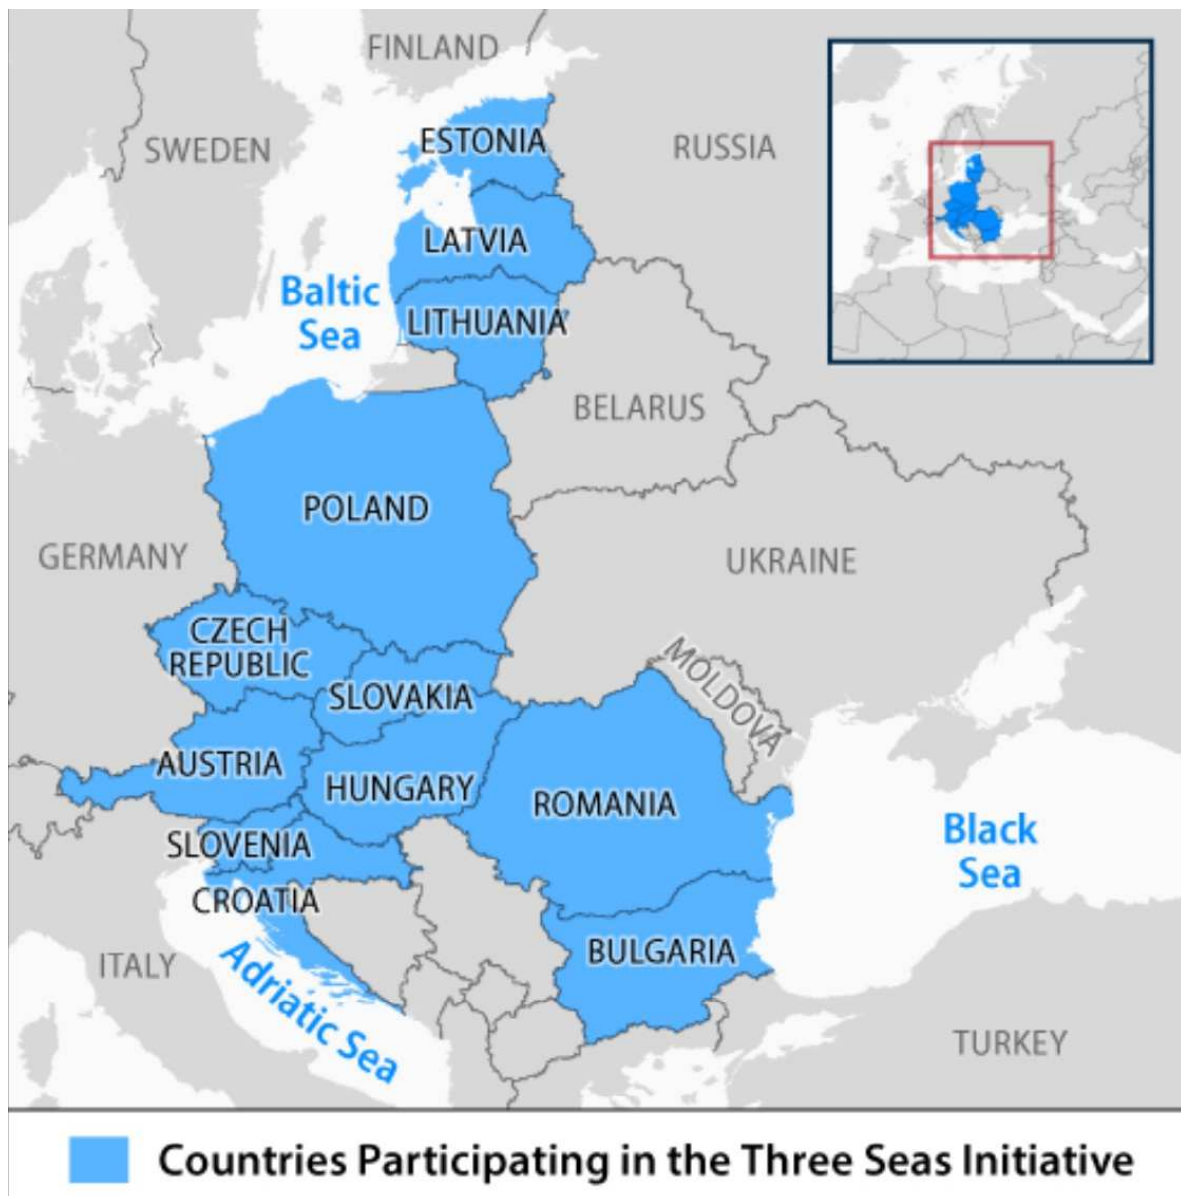 FINLAND
SWEDEN
ESTONIA
RUSSIA
LATVIA
Baltic
Sea
LITHUANIA
BELARUS
POLAND
GERMANY
UKRAINE
CZECH
REPUBLIC
MOLDOVA
SLOVAKIA
AUSTRIA
HUNGARY
ROMANIA
Black
Sea
SLOVENIA
CROATIA
BULGARIA
ITALY
Adriatic Sea
TURKEY
Countries Participating in the Three Seas Initiative